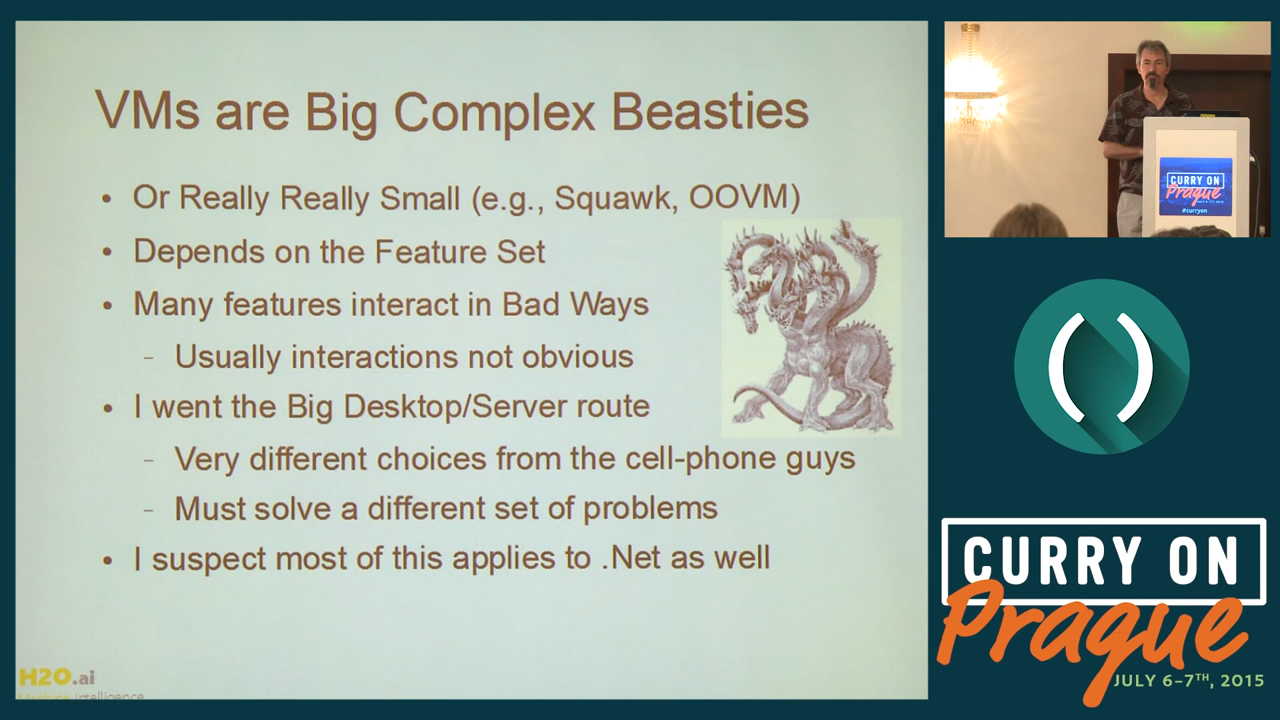 VMs are Big Complex Beasties
• Or Really Really Small (e.g., Squawk, OOVM)
• Depends on the Feature Set
• Many features interact in Bad Ways
– Usually interactions not obvious
• I went the Big Desktop/Server route
– Very different choices from the cell-phone guys
– Must solve a different set of problems
• I suspect most of this applies to .Net as well
H2O.ai
Machine Intelligence
CURRY ON
Prague
#curryon
( )
CURRY ON
Prague
JULY 6–7TH, 2015